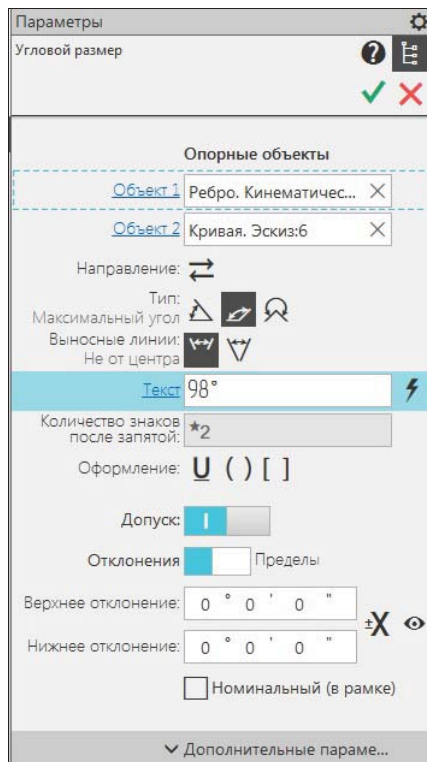 Параметры
Угловой размер
Опорные объекты
Объект 1 Ребро. Кинематичес...
Объект 2 Кривая. Эскиз:6
Направление:
Тип:
Максимальный угол
Выносные линии:
Не от центра
Текст 98°
Количество знаков
после запятой: *2
Оформление: U ( ) [ ]
Допуск: I
Отклонения Пределы
Верхнее отклонение: 0 ° 0 ' 0 "
±X
Нижнее отклонение: 0 ° 0 ' 0 "
Номинальный (в рамке)
Дополнительные параме...